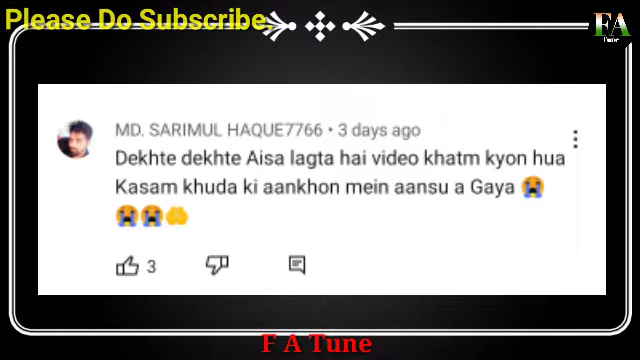 Please Do Subscribe,
FA
Tune
MD. SARIMUL HAQUE7766 • 3 days ago
Dekhte dekhte Aisa lagta hai video khatm kyon hua
Kasam khuda ki aankhon mein aansu a Gaya 😭
😭😭🤲
3
F A Tune